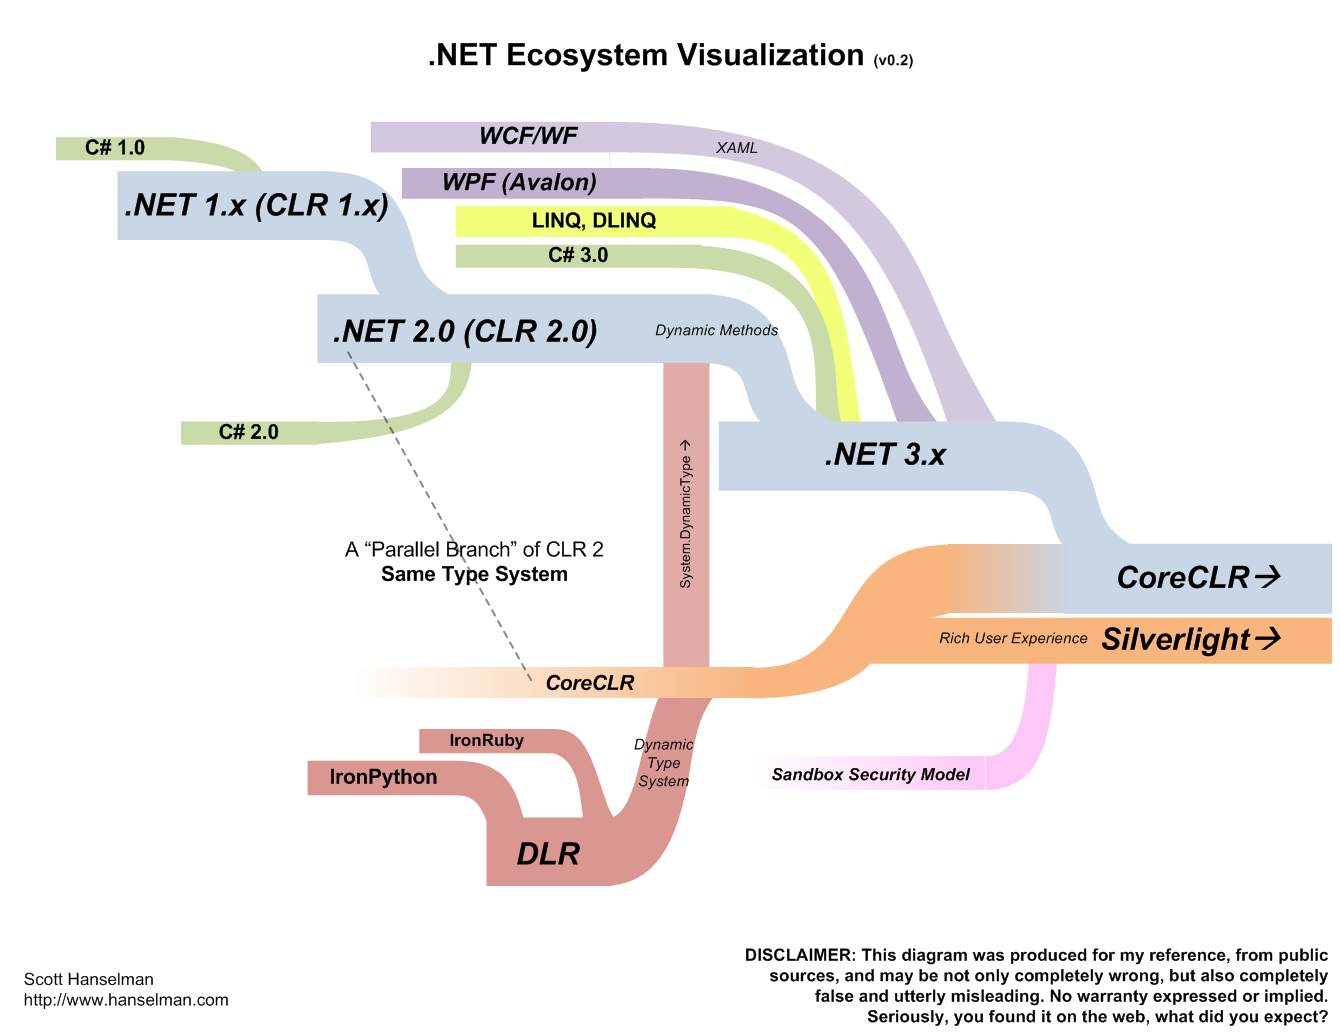 .NET Ecosystem Visualization (v0.2)
C# 1.0
WCF/WF
XAML
WPF (Avalon)
.NET 1.x (CLR 1.x)
LINQ, DLINQ
C# 3.0
.NET 2.0 (CLR 2.0)
Dynamic Methods
C# 2.0
.NET 3.x
System.DynamicType →
A “Parallel Branch” of CLR 2
Same Type System
CoreCLR→
Rich User Experience
Silverlight→
CoreCLR
IronRuby
Dynamic
Type
System
IronPython
Sandbox Security Model
DLR
Scott Hanselman
http://www.hanselman.com
DISCLAIMER: This diagram was produced for my reference, from public
sources, and may be not only completely wrong, but also completely
false and utterly misleading. No warranty expressed or implied.
Seriously, you found it on the web, what did you expect?